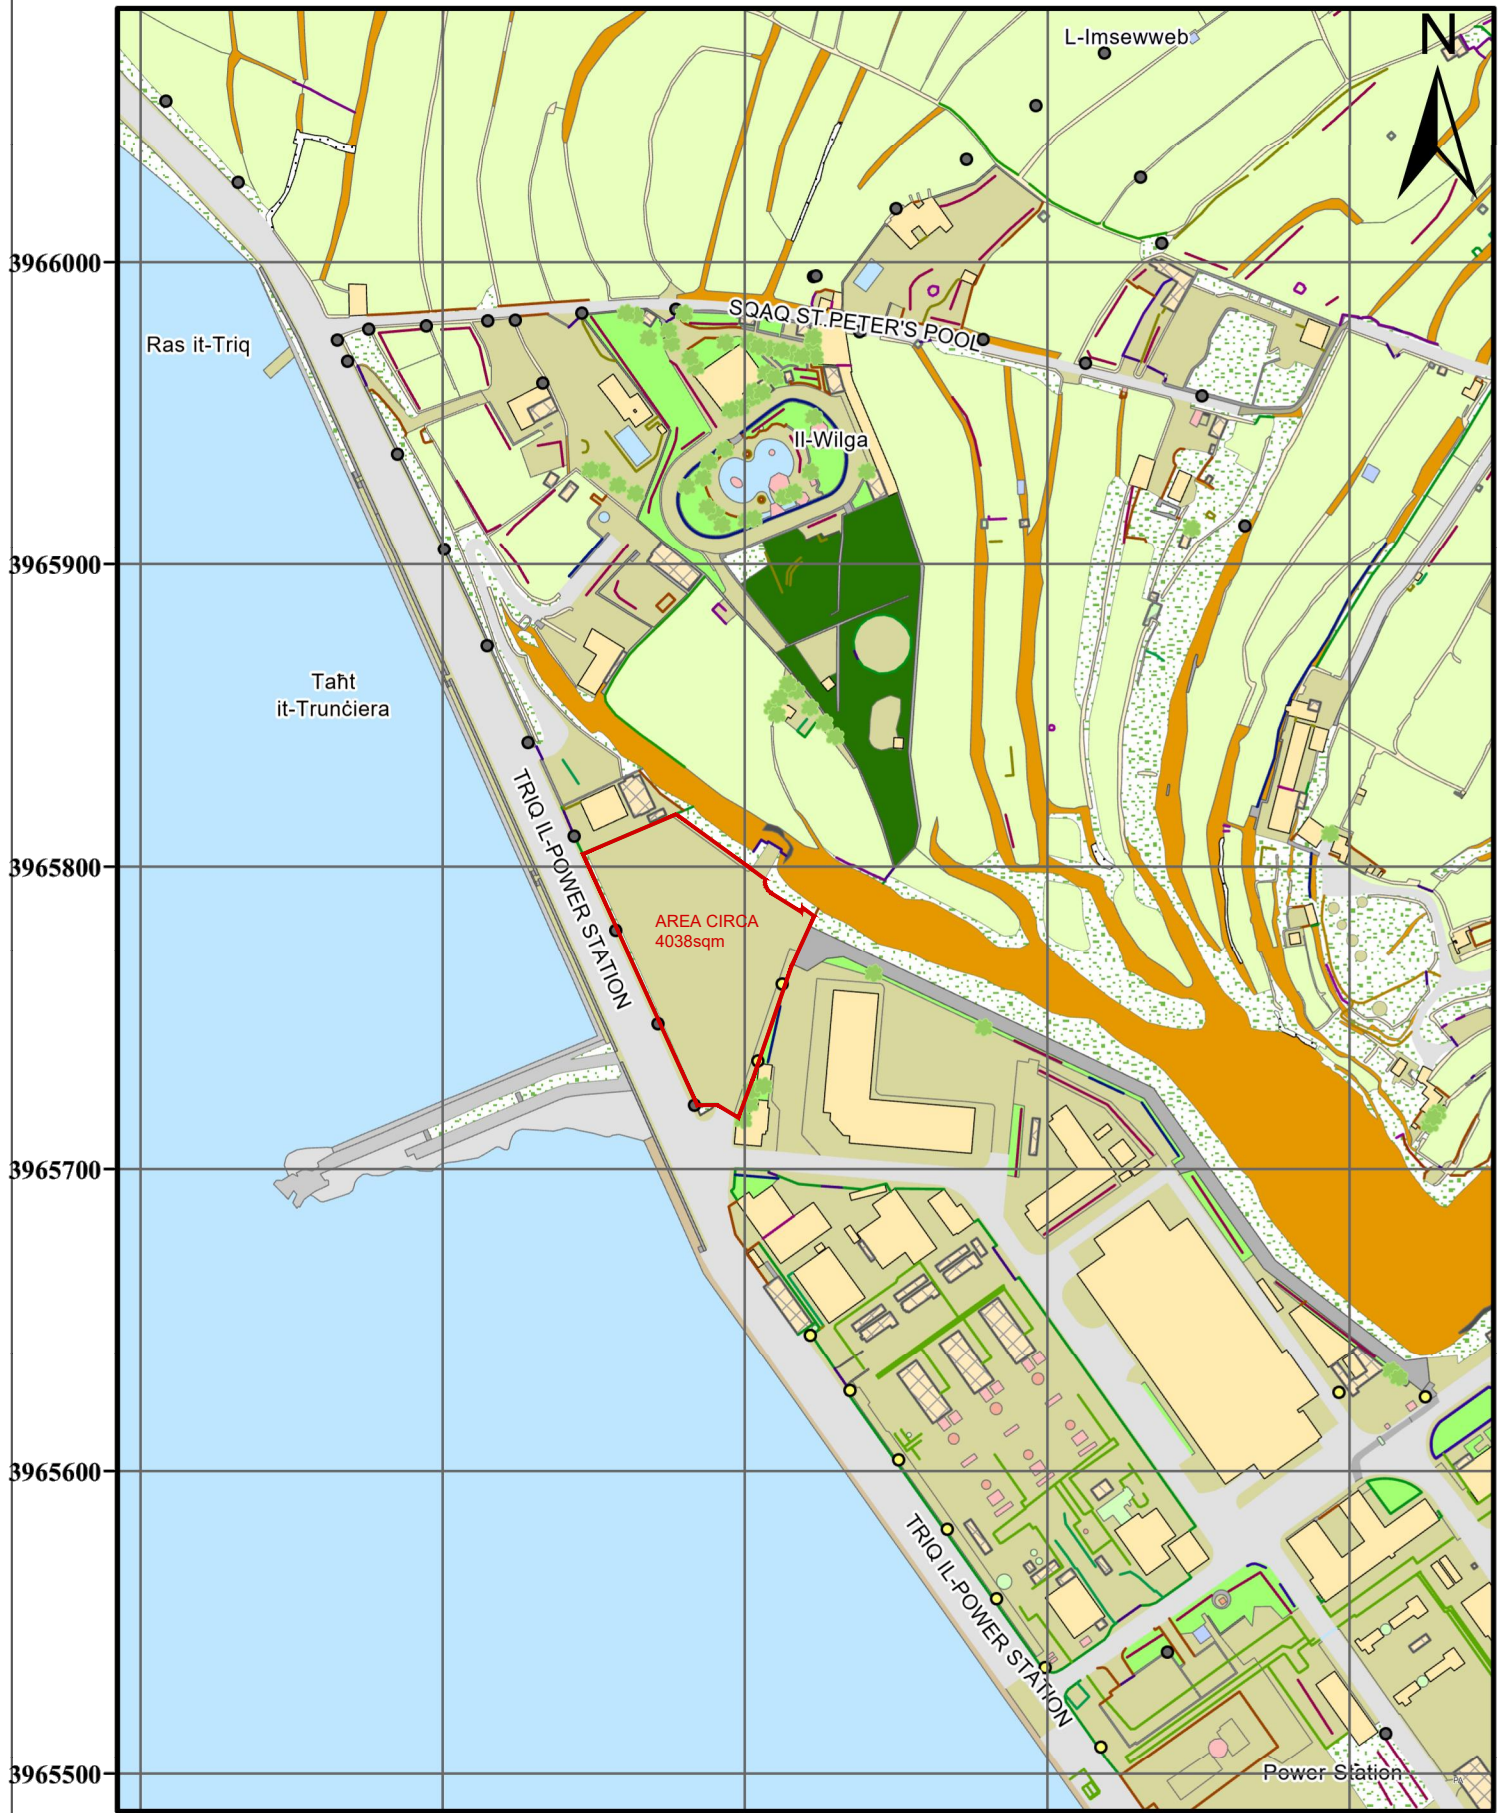 L-Imsewweb
N
3966000
SQAQ ST.PETER'S POOL
Ras it-Triq
Il-Wilga
3965900
Taħt
it-Trunċiera
TRIQ IL-POWER STATION
3965800
AREA CIRCA
4038sqm
3965700
3965600
TRIQ IL-POWER STATION
3965500
Power Station